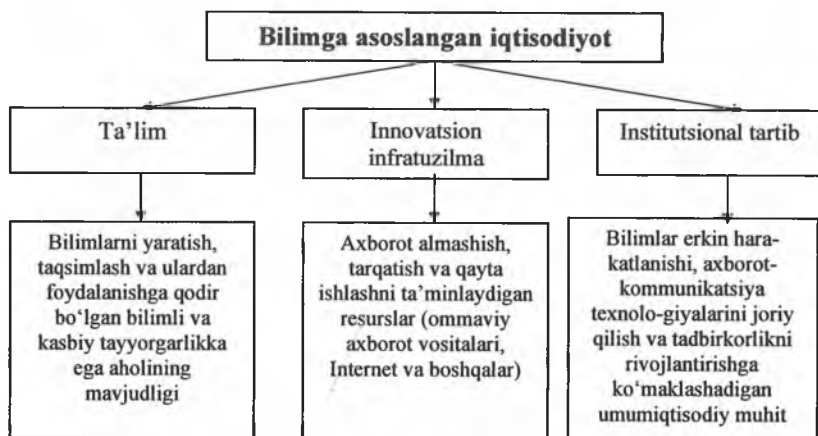 Bilimga asoslangan iqtisodiyot
Ta’lim
Innovatsion
infratuzilma
Institutsional tartib
Bilimlarni yaratish,
taqsimlash va ulardan
foydalanishga qodir
bo‘lgan bilimli va
kasbiy tayyorgarlikka
ega aholining
mavjudligi
Axborot almashish,
tarqatish va qayta
ishlashni ta’minlaydigan
resurslar (ommaviy
axborot vositalari,
Internet va boshqalar)
Bilimlar erkin hara-
katlanishi, axborot-
kommunikatsiya
texnolo-giyalarini joriy
qilish va tadbirkorlikni
rivojlantirishga
ko‘maklashadigan
umumiqtisodiy muhit